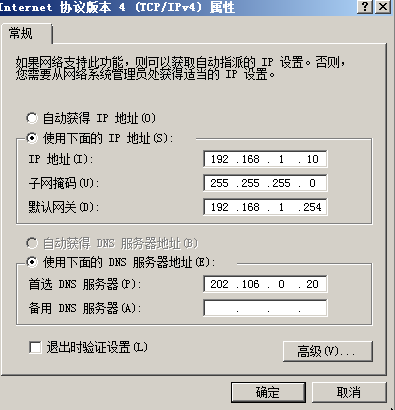 Internet 协议版本 4 (TCP/IPv4) 属性
常规
如果网络支持此功能，则可以获取自动指派的 IP 设置。否则，
您需要从网络系统管理员处获得适当的 IP 设置。
自动获得 IP 地址(O)
使用下面的 IP 地址(S):
IP 地址(I): 192 .168 . 1 . 10
子网掩码(U): 255 .255 .255 . 0
默认网关(D): 192 .168 . 1 .254
自动获得 DNS 服务器地址(B)
使用下面的 DNS 服务器地址(E):
首选 DNS 服务器(P): 202 .106 . 0 . 20
备用 DNS 服务器(A): . . .
退出时验证设置(L)
高级(V)...
确定 取消